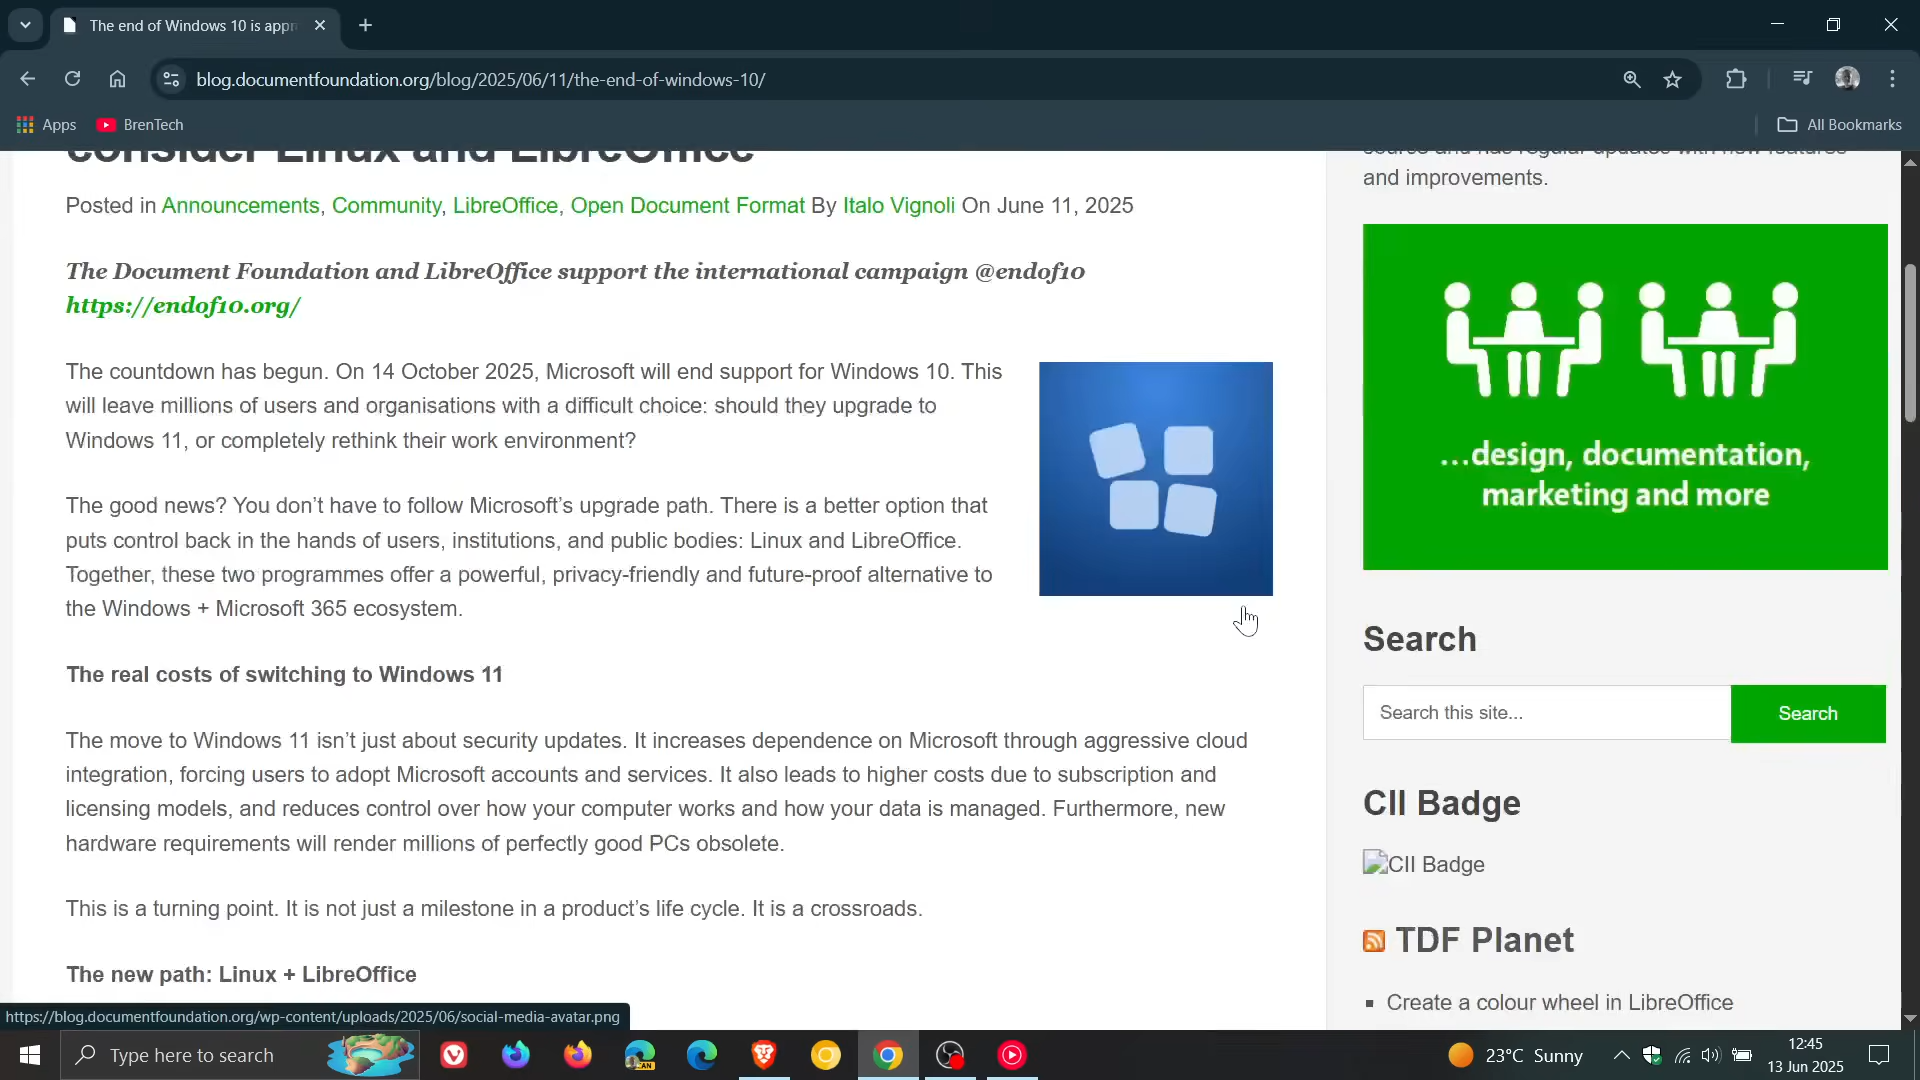 The end of Windows 10 is appr
blog.documentfoundation.org/blog/2025/06/11/the-end-of-windows-10/
Apps
BrenTech
All Bookmarks
consider Linux and LibreOffice
Posted in Announcements, Community, LibreOffice, Open Document Format By Italo Vignoli On June 11, 2025
The Document Foundation and LibreOffice support the international campaign @endof10
https://endof10.org/
The countdown has begun. On 14 October 2025, Microsoft will end support for Windows 10. This
will leave millions of users and organisations with a difficult choice: should they upgrade to
Windows 11, or completely rethink their work environment?
The good news? You don’t have to follow Microsoft’s upgrade path. There is a better option that
puts control back in the hands of users, institutions, and public bodies: Linux and LibreOffice.
Together, these two programmes offer a powerful, privacy-friendly and future-proof alternative to
the Windows + Microsoft 365 ecosystem.
The real costs of switching to Windows 11
The move to Windows 11 isn’t just about security updates. It increases dependence on Microsoft through aggressive cloud
integration, forcing users to adopt Microsoft accounts and services. It also leads to higher costs due to subscription and
licensing models, and reduces control over how your computer works and how your data is managed. Furthermore, new
hardware requirements will render millions of perfectly good PCs obsolete.
This is a turning point. It is not just a milestone in a product’s life cycle. It is a crossroads.
The new path: Linux + LibreOffice
source and has regular updates with new features
and improvements.
...design, documentation,
marketing and more
Search
Search this site...
Search
CII Badge
CII Badge
TDF Planet
Create a colour wheel in LibreOffice
https://blog.documentfoundation.org/wp-content/uploads/2025/06/social-media-avatar.png
Type here to search
CAN
23°C Sunny
12:45
13 Jun 2025